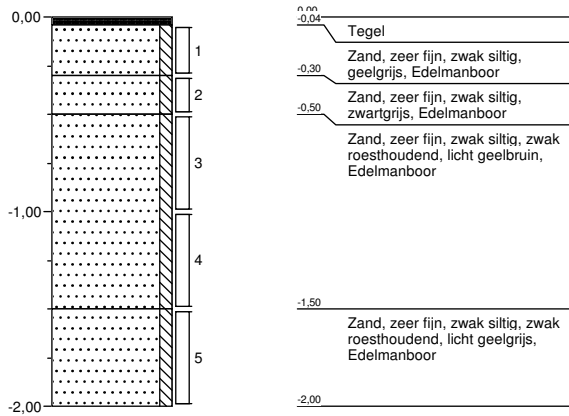 0,00
-1,00
-2,00
1
2
3
4
5
0,00
-0,04
Tegel
Zand, zeer fijn, zwak siltig,
geelgrijs, Edelmanboor
-0,30
Zand, zeer fijn, zwak siltig,
zwartgrijs, Edelmanboor
-0,50
Zand, zeer fijn, zwak siltig, zwak
roesthoudend, licht geelbruin,
Edelmanboor
-1,50
Zand, zeer fijn, zwak siltig, zwak
roesthoudend, licht geelgrijs,
Edelmanboor
-2,00